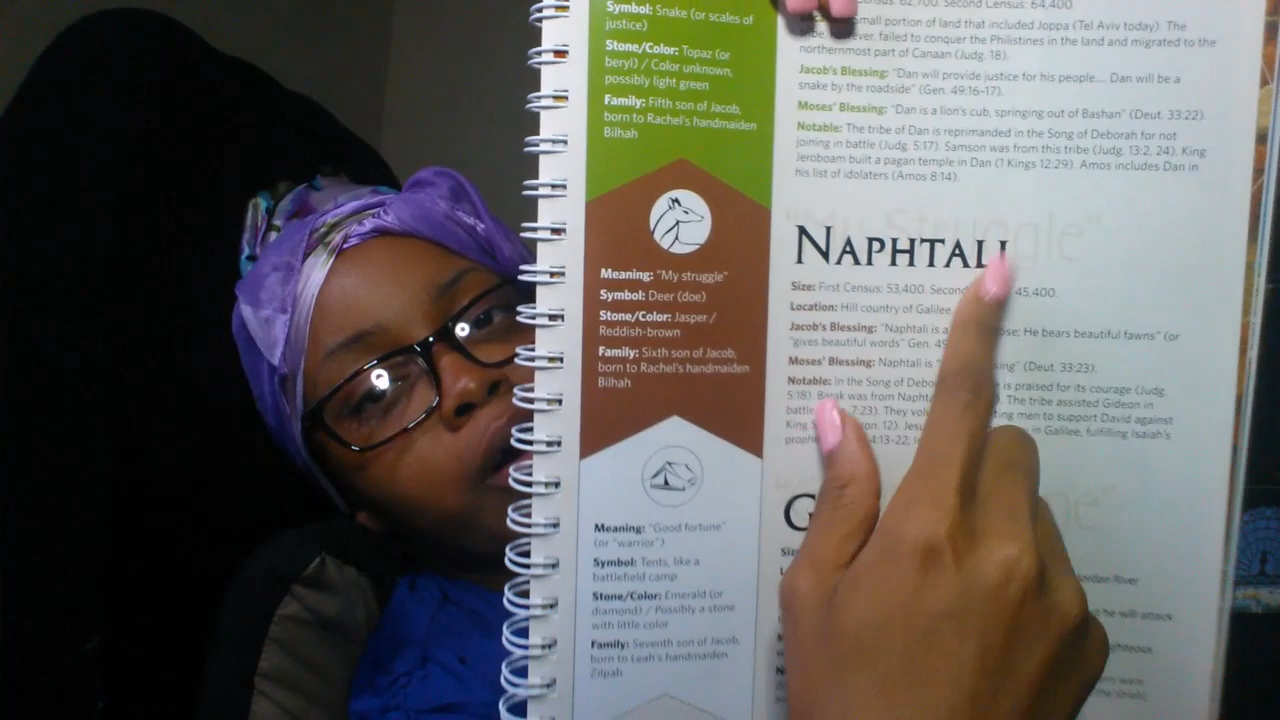 Symbol: Snake (or scales of
justice)
Stone/Color: Topaz (or
beryl) / Color unknown,
possibly light green
Family: Fifth son of Jacob,
born to Rachel's handmaiden
Bilhah
Meaning: "My struggle"
Symbol: Deer (doe)
Stone/Color: Jasper /
Reddish-brown
Family: Sixth son of Jacob,
born to Rachel's handmaiden
Bilhah
Meaning: "Good fortune"
(or "warrior")
Symbol: Tents, like a
battlefield camp
Stone/Color: Emerald (or
diamond) / Possibly a stone
with little color
Family: Seventh son of Jacob,
born to Leah's handmaiden
Zilpah
62,700. Second Census: 64,400.
small portion of land that included Joppa (Tel Aviv today). The
tribe, however, failed to conquer the Philistines in the land and migrated to the
northernmost part of Canaan (Judg. 18).
Jacob's Blessing: "Dan will provide justice for his people.... Dan will be a
snake by the roadside" (Gen. 49:16–17).
Moses' Blessing: "Dan is a lion's cub, springing out of Bashan" (Deut. 33:22).
Notable: The tribe of Dan is reprimanded in the Song of Deborah for not
joining in battle (Judg. 5:17). Samson was from this tribe (Judg. 13:2, 24). King
Jeroboam built a pagan temple in Dan (1 Kings 12:29). Amos includes Dan in
his list of idolaters (Amos 8:14).
"My Struggle"
NAPHTALI
Size: First Census: 53,400. Second 45,400.
Location: Hill country of Galilee
Jacob's Blessing: "Naphtali is a He bears beautiful fawns" (or
"gives beautiful words" Gen. 49
Moses' Blessing: Naphtali is (Deut. 33:23).
Notable: In the Song of is praised for its courage (Judg.
5:18). Barak was from The tribe assisted Gideon in
7:23). They men to support David against
King 12). in Galilee, fulfilling Isaiah's
4:13–22;
G
Jordan River
he will attack
were
the shield